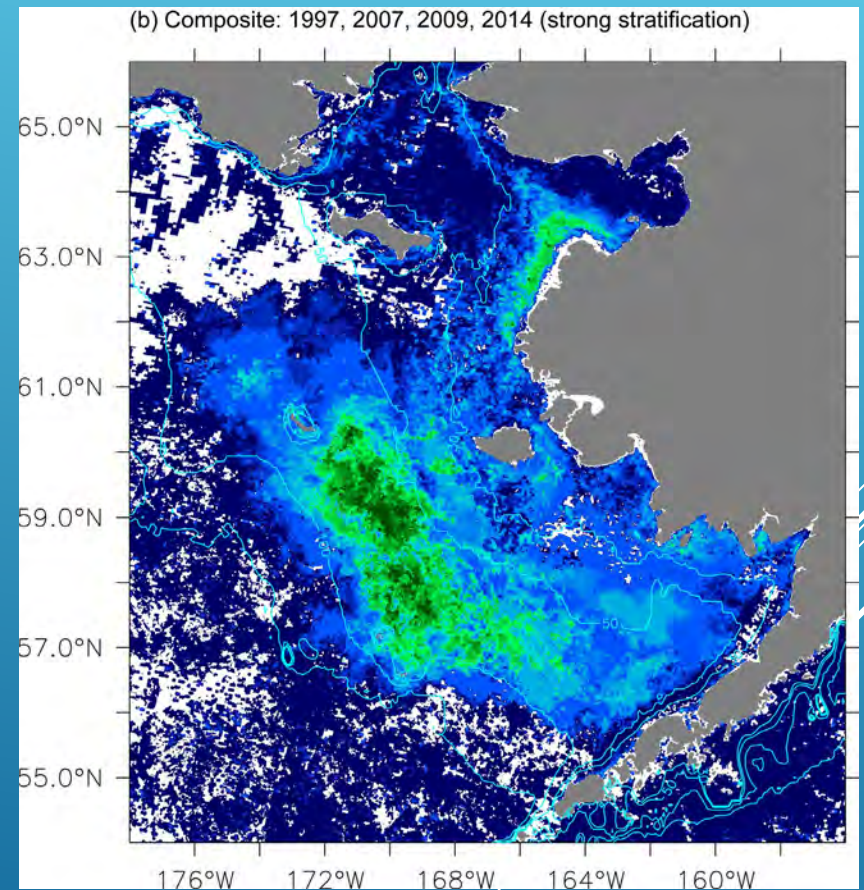 (b) Composite: 1997, 2007, 2009, 2014 (strong stratification)
65.0°N
63.0°N
61.0°N
59.0°N
57.0°N
55.0°N
50
176°W 172°W 168°W 164°W 160°W